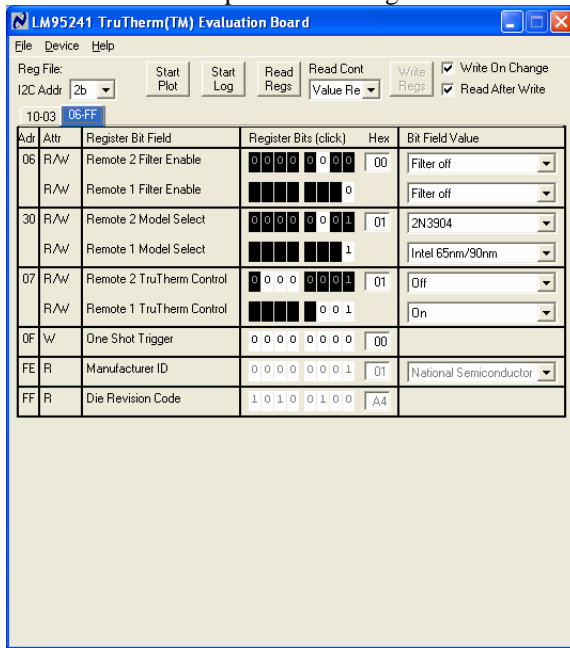 LM95241 TruTherm(TM) Evaluation Board
File Device Help
Reg File:
I2C Addr 2b
Start Plot
Start Log
Read Regs
Read Cont
Value Re
Write Regs
Write On Change
Read After Write
10-03 06-FF
Adr Attr Register Bit Field Register Bits (click) Hex Bit Field Value
06 R/W Remote 2 Filter Enable 0 0 0 0 0 0 0 0 00 Filter off
R/W Remote 1 Filter Enable 0 Filter off
30 R/W Remote 2 Model Select 0 0 0 0 0 0 0 1 01 2N3904
R/W Remote 1 Model Select 1 Intel 65nm/90nm
07 R/W Remote 2 TruTherm Control 0 0 0 0 0 0 0 1 01 Off
R/W Remote 1 TruTherm Control 0 0 1 On
0F W One Shot Trigger 0 0 0 0 0 0 0 0 00
FE R Manufacturer ID 0 0 0 0 0 0 0 1 01 National Semiconductor
FF R Die Revision Code 1 0 1 0 0 1 0 0 A4